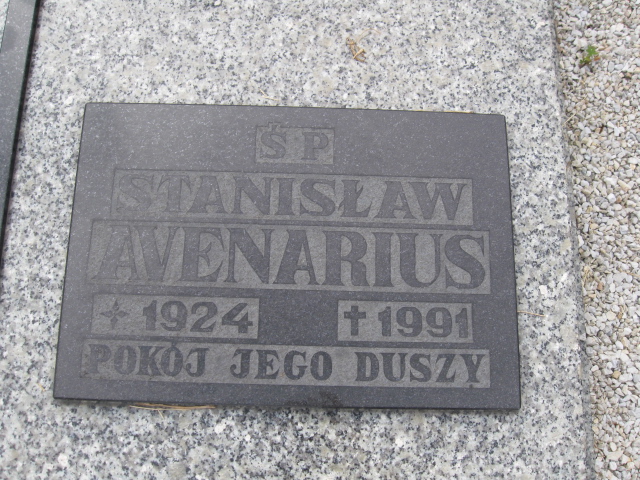 ŚP
STANISŁAW
AVENARIUS
1924 † 1991
POKÓJ JEGO DUSZY